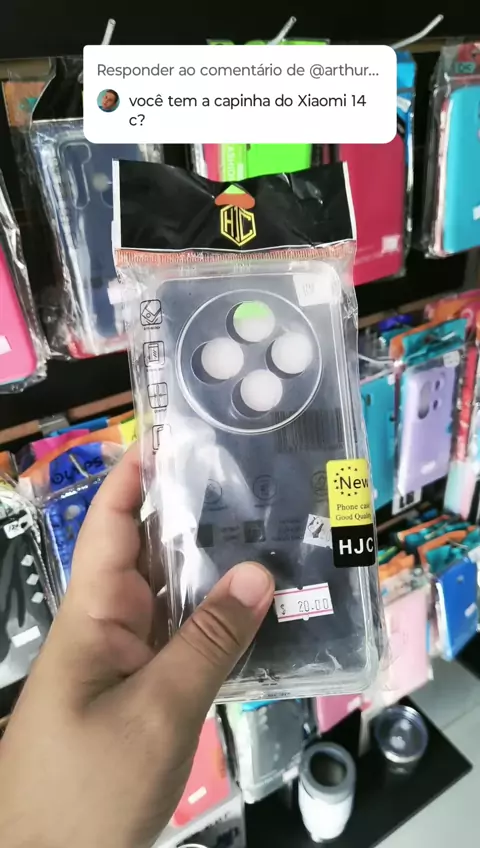 Responder ao comentário de @arthur...
você tem a capinha do Xiaomi 14
c?
HJC
New
Phone case
Good Quality
HJC
$ 20.00